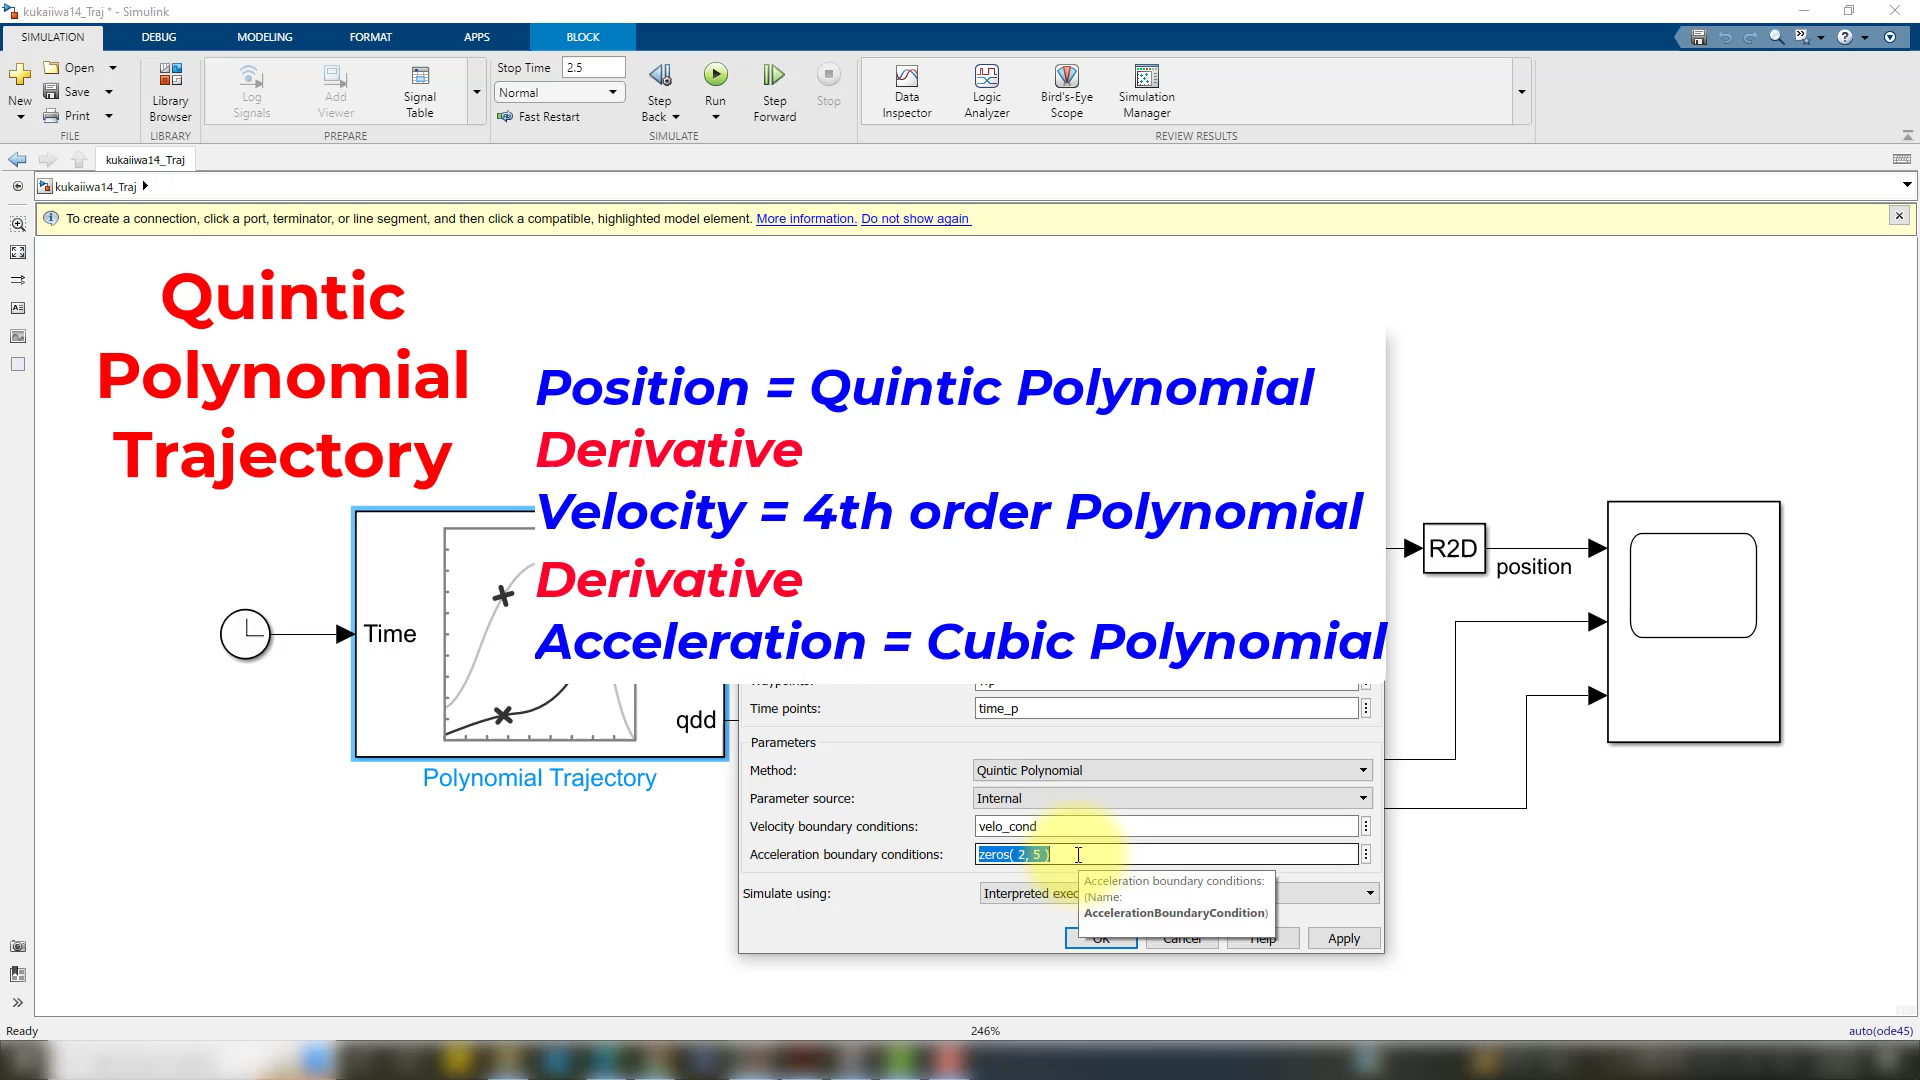 kukaiiwa14_Traj * - Simulink
SIMULATION
DEBUG
MODELING
FORMAT
APPS
BLOCK
New
Open
Save
Print
FILE
Library
Browser
LIBRARY
Log
Signals
Add
Viewer
Signal
Table
PREPARE
Stop Time 2.5
Normal
Fast Restart
Step
Back
Run
Step
Forward
Stop
SIMULATE
Data
Inspector
Logic
Analyzer
Bird's-Eye
Scope
Simulation
Manager
REVIEW RESULTS
kukaiiwa14_Traj
kukaiiwa14_Traj
To create a connection, click a port, terminator, or line segment, and then click a compatible, highlighted model element. More information. Do not show again
Quintic
Polynomial
Trajectory
Position = Quintic Polynomial
Derivative
Velocity = 4th order Polynomial
Derivative
Acceleration = Cubic Polynomial
Time
qdd
Polynomial Trajectory
R2D
position
Time points: time_p
Parameters
Method: Quintic Polynomial
Parameter source: Internal
Velocity boundary conditions: velo_cond
Acceleration boundary conditions: zeros( 2, 5 )
Simulate using: Interpreted
Acceleration boundary conditions:
(Name:
AccelerationBoundaryCondition)
OK
Cancel
Help
Apply
Ready
246%
auto(ode45)